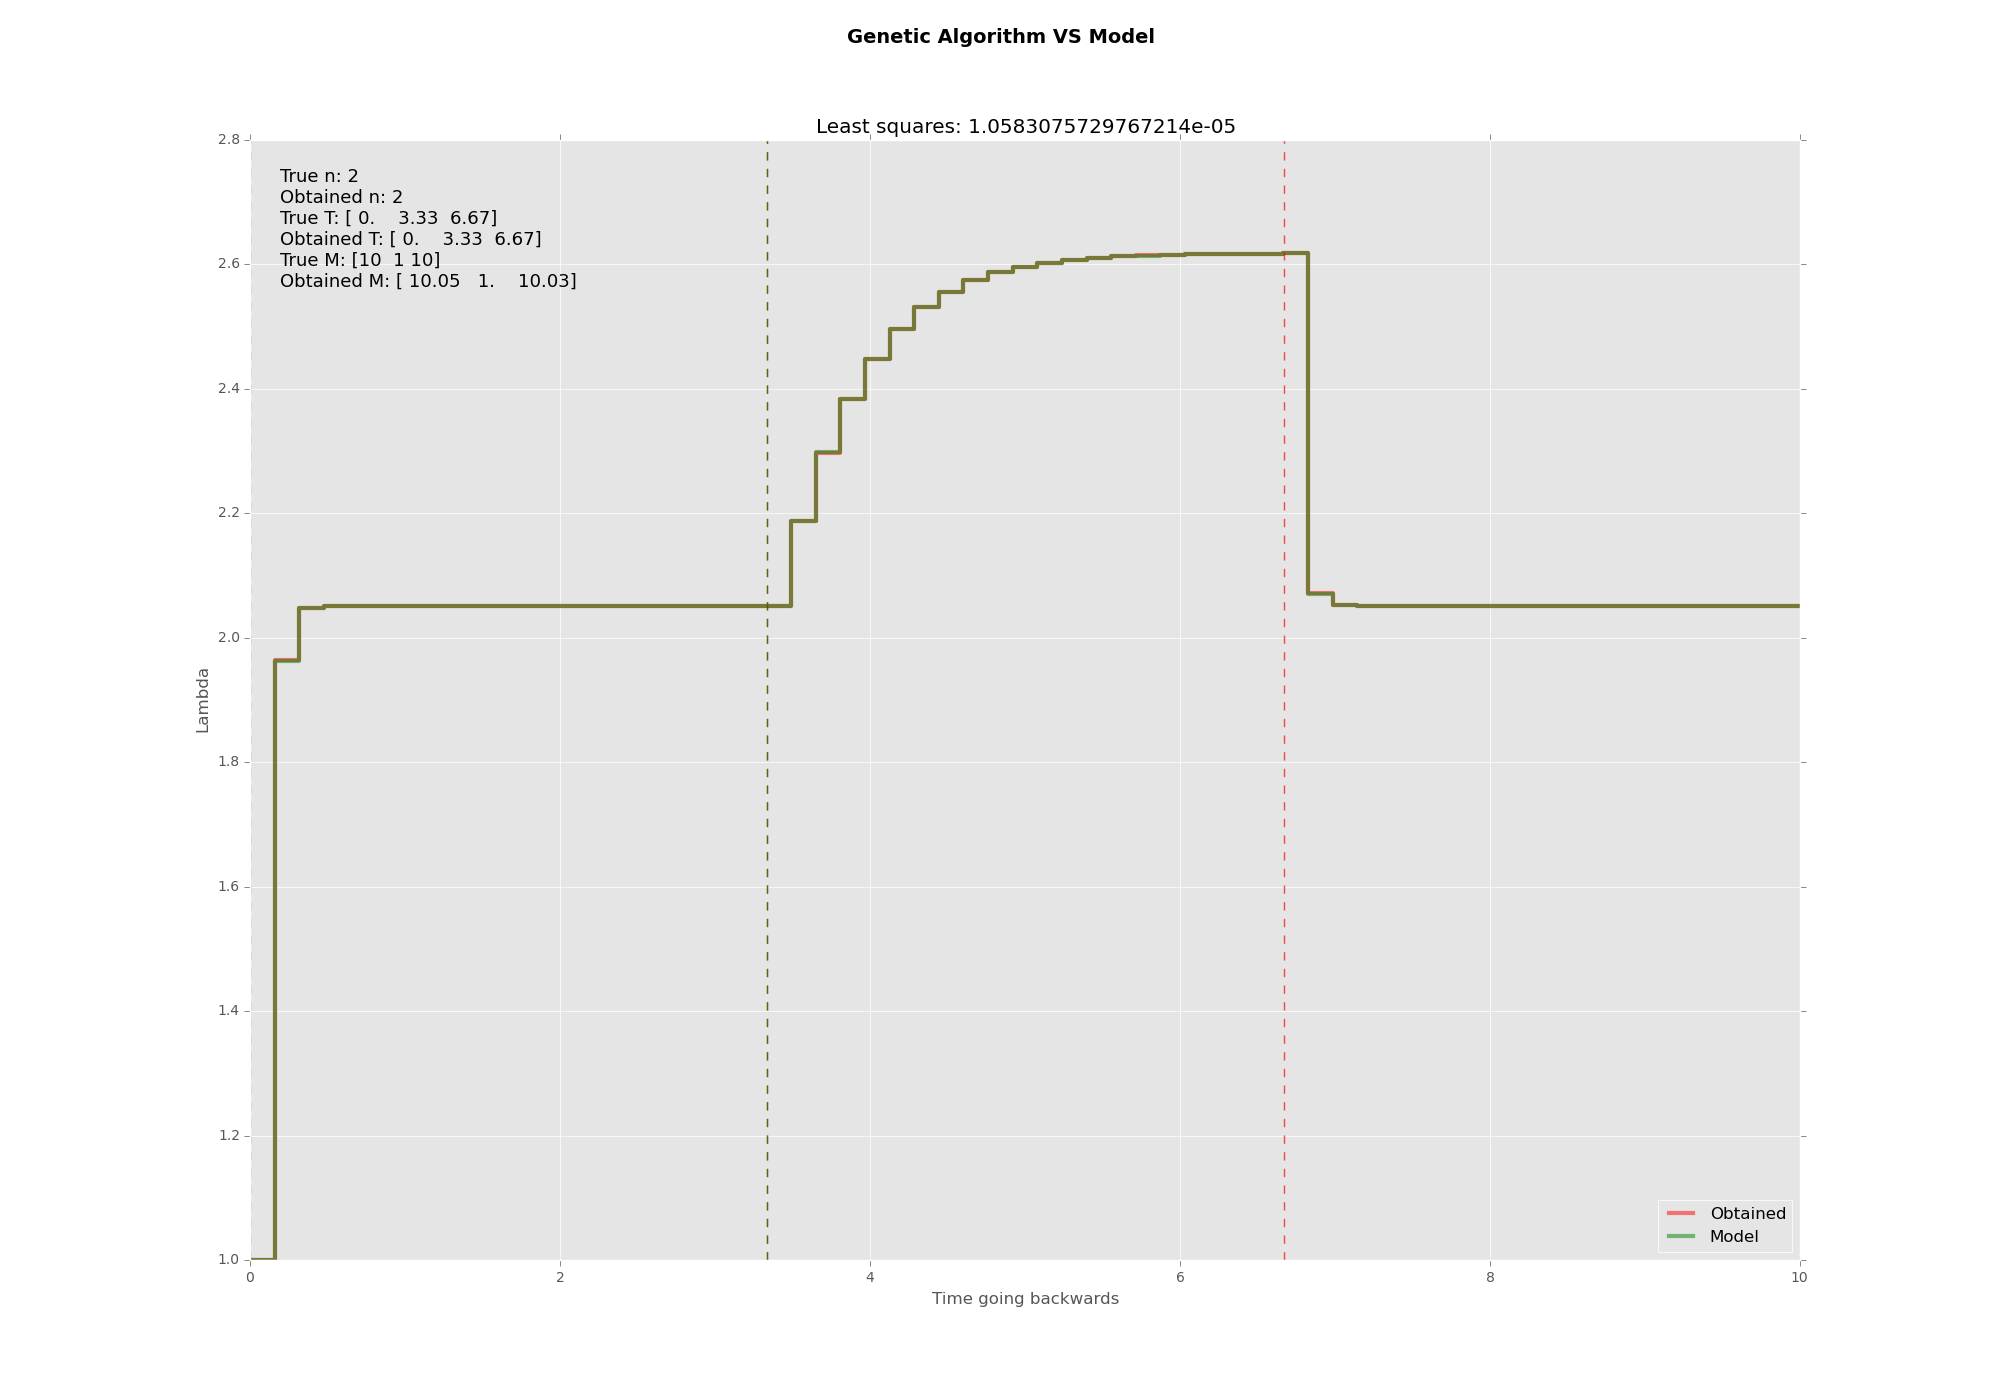 Genetic Algorithm VS Model
Least squares: 1.0583075729767214e-05
True n: 2
Obtained n: 2
True T: [ 0.    3.33  6.67]
Obtained T: [ 0.    3.33  6.67]
True M: [10  1 10]
Obtained M: [ 10.05   1.    10.03]
2.8
2.6
2.4
2.2
2.0
1.8
1.6
1.4
1.2
1.0
Lambda
0 2 4 6 8 10
Time going backwards
Obtained
Model